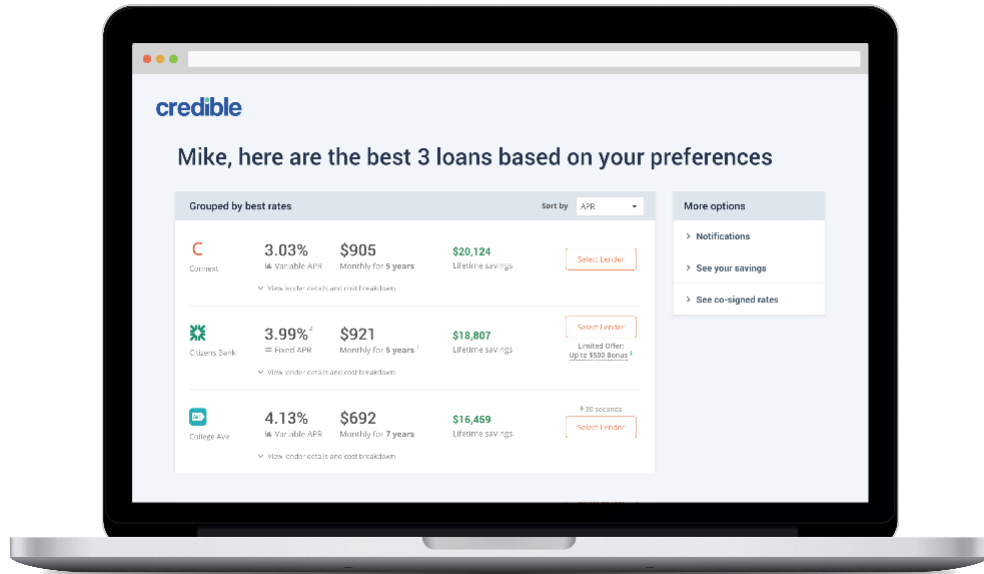 credible
Mike, here are the best 3 loans based on your preferences
Grouped by best rates
Sort by APR
C
Connext
3.03%
Variable APR
$905
Monthly for 5 years
$20,124
Lifetime savings
Select Lender
View lender details and cost breakdown
Citizens Bank
3.99% 2
Fixed APR
$921
Monthly for 5 years 1
$18,807
Lifetime savings
Select Lender
Limited Offer:
Up to $500 Bonus
View lender details and cost breakdown
College Ave
4.13%
Variable APR
$692
Monthly for 7 years
$16,459
Lifetime savings
30 seconds
Select Lender
View lender details and cost breakdown
More options
Notifications
See your savings
See co-signed rates